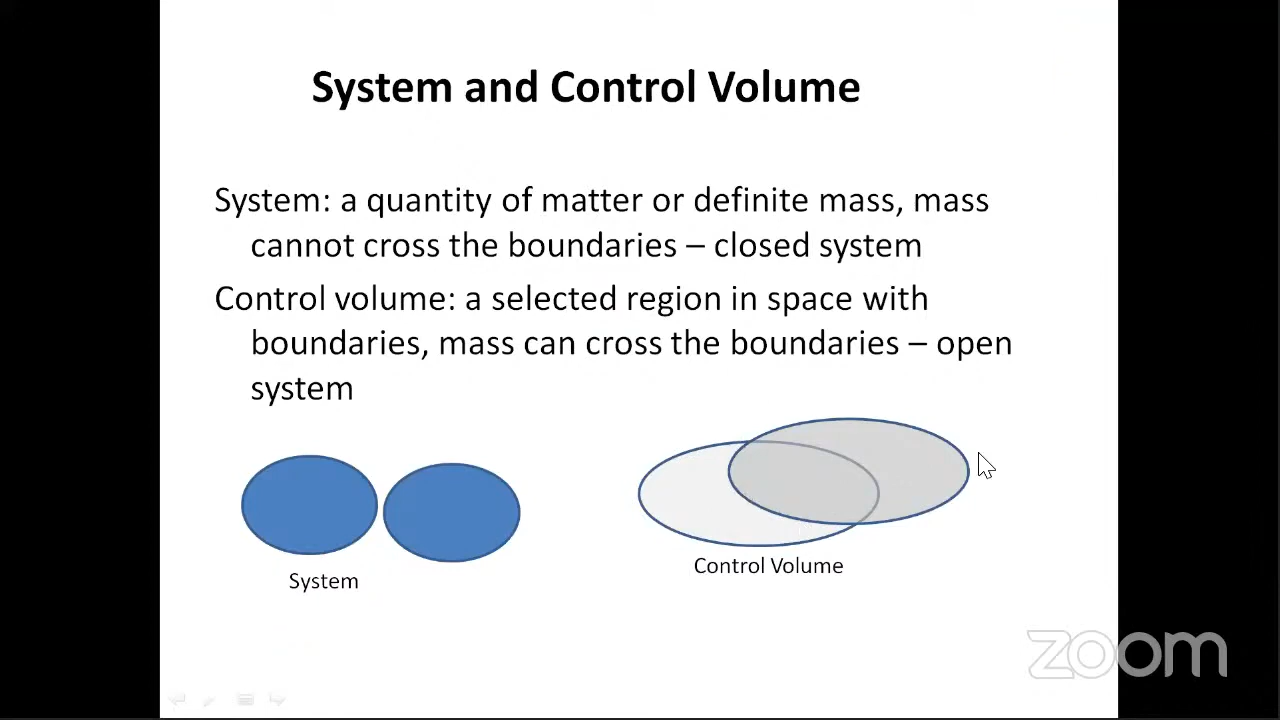 System and Control Volume
System: a quantity of matter or definite mass, mass
cannot cross the boundaries – closed system
Control volume: a selected region in space with
boundaries, mass can cross the boundaries – open
system
System
Control Volume
zoom